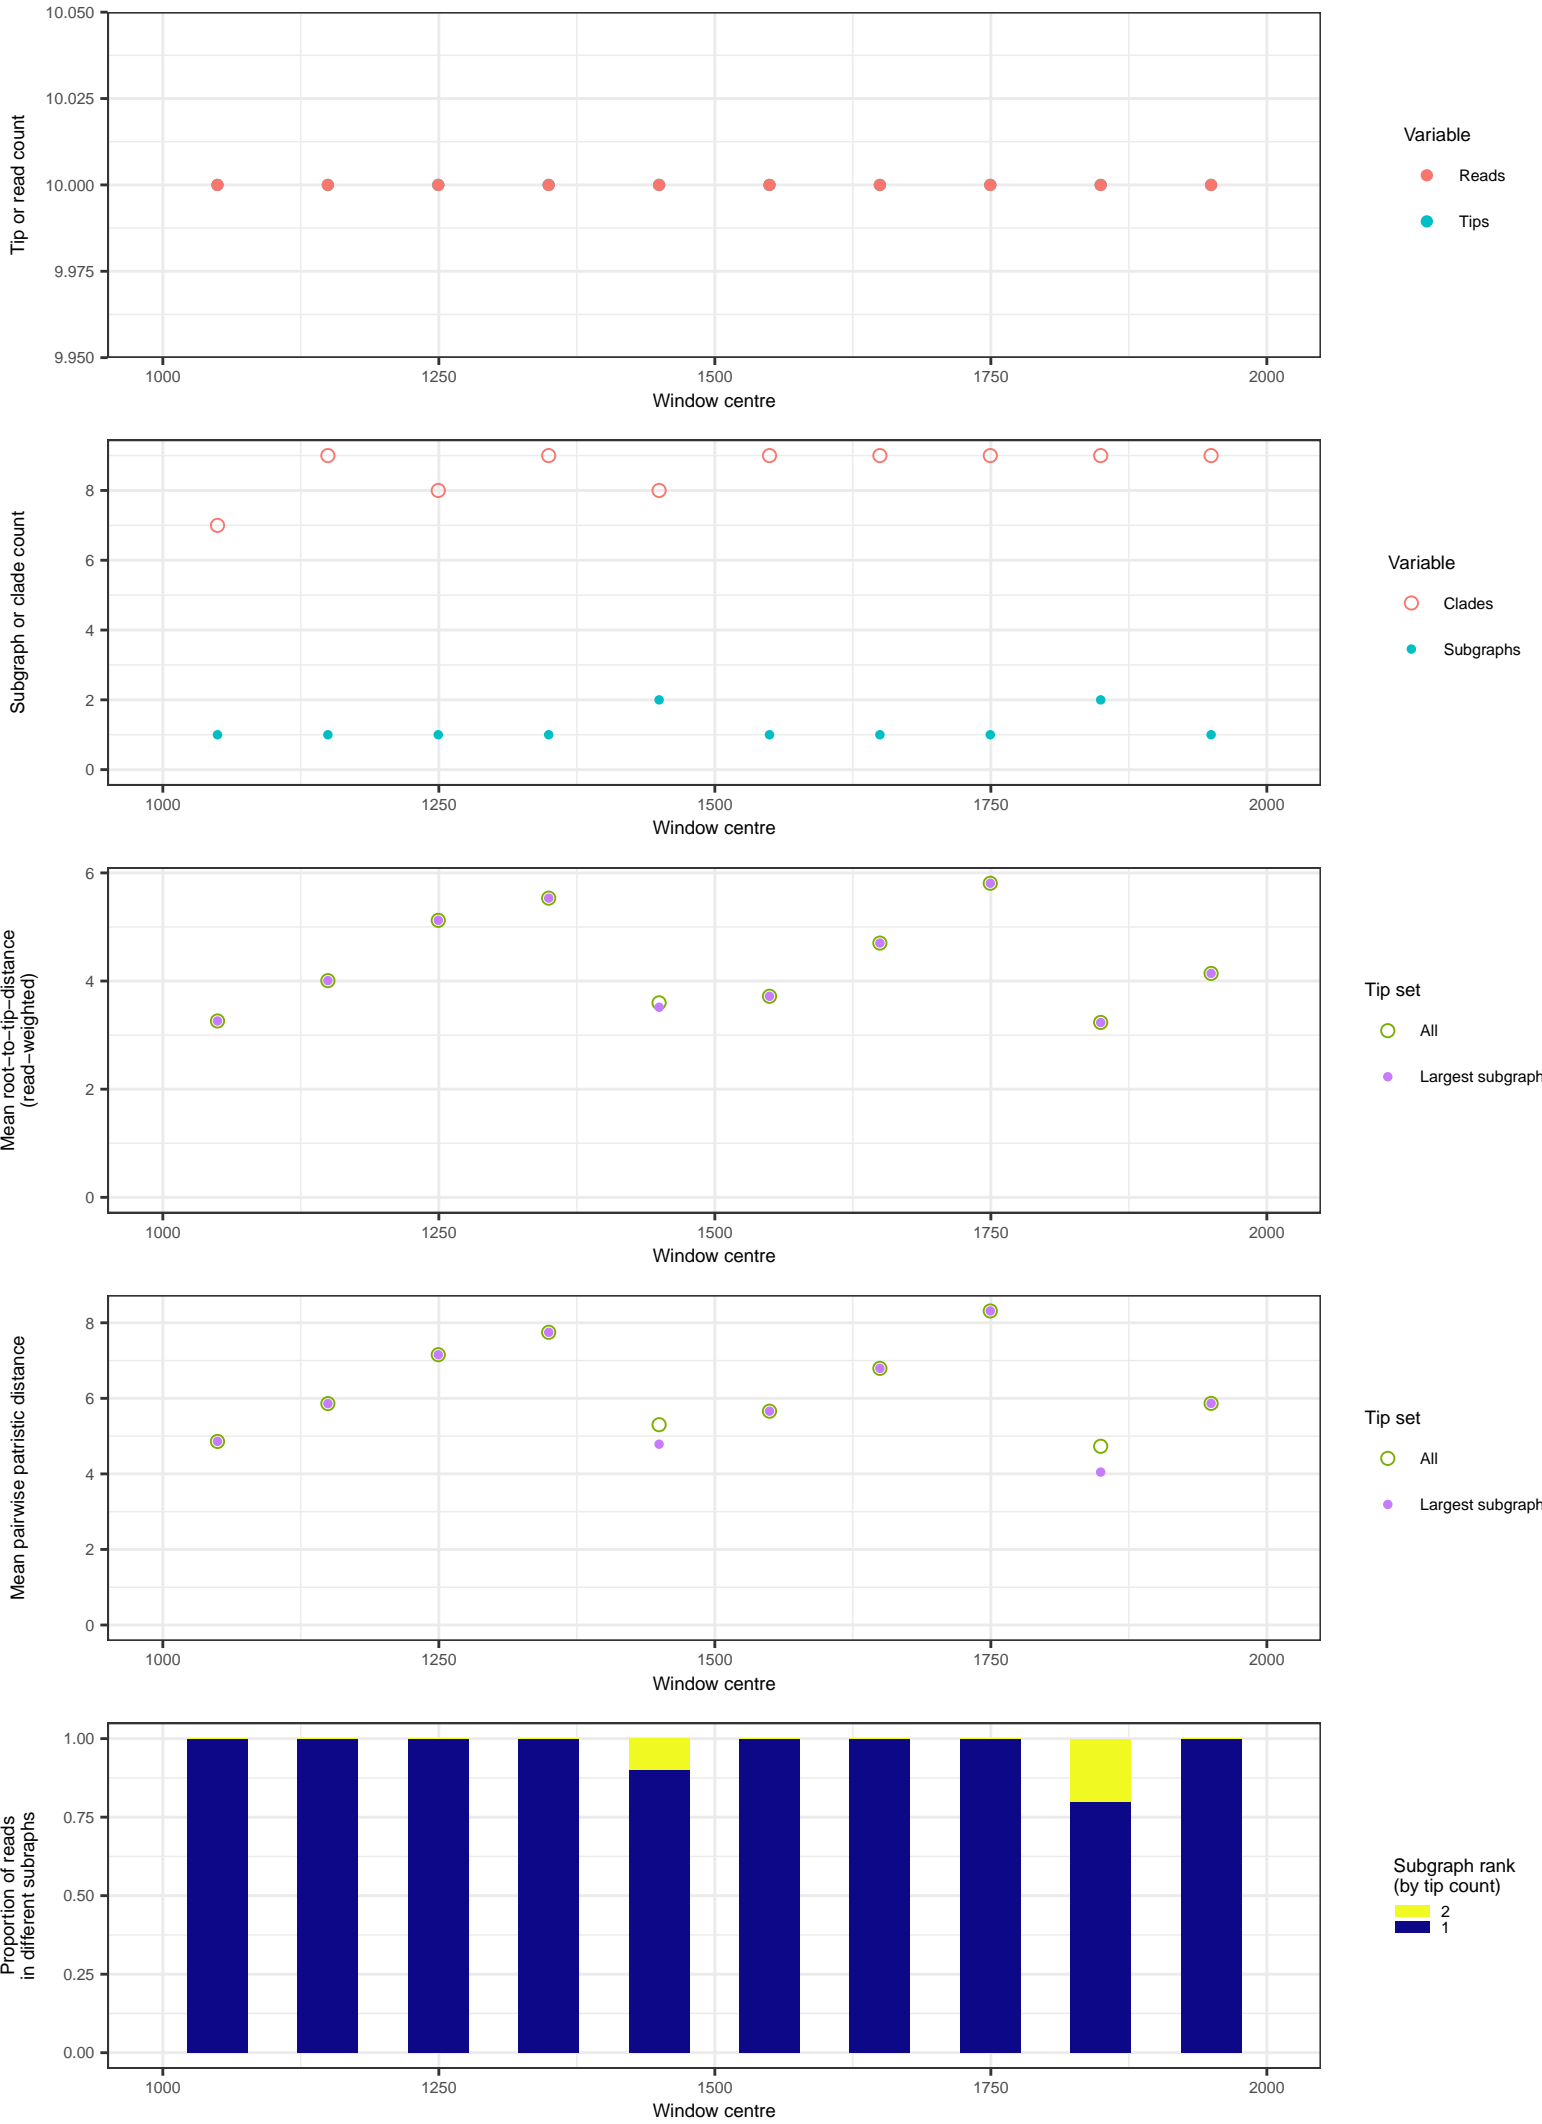 10.050
10.025
10.000
9.975
9.950
Tip or read count
1000 1250 1500 1750 2000
Window centre
Variable
Reads
Tips
8
6
4
2
0
Subgraph or clade count
1000 1250 1500 1750 2000
Window centre
Variable
Clades
Subgraphs
6
4
2
0
Mean root−to−tip−distance
(read−weighted)
1000 1250 1500 1750 2000
Window centre
Tip set
All
Largest subgraph
8
6
4
2
0
Mean pairwise patristic distance
1000 1250 1500 1750 2000
Window centre
Tip set
All
Largest subgraph
1.00
0.75
0.50
0.25
0.00
Proportion of reads
in different subraphs
1000 1250 1500 1750 2000
Window centre
Subgraph rank
(by tip count)
2
1